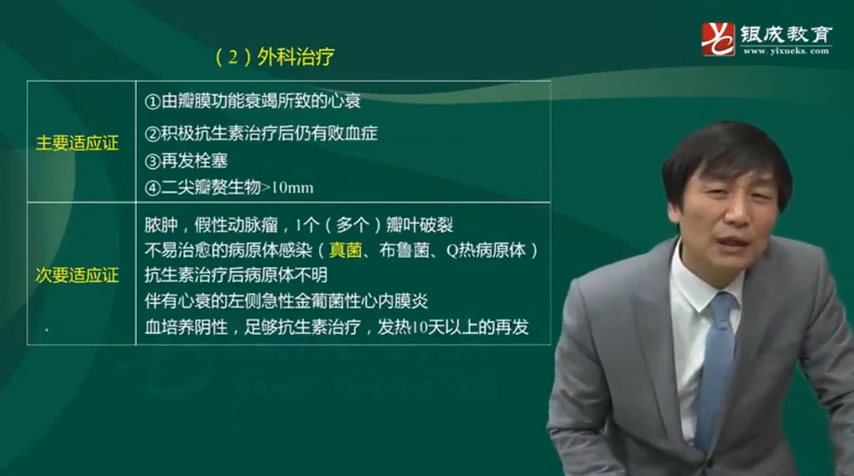 银成教育
www.yixueks.com
（2）外科治疗
主要适应证
①由瓣膜功能衰竭所致的心衰
②积极抗生素治疗后仍有败血症
③再发栓塞
④二尖瓣赘生物>10mm
次要适应证
脓肿，假性动脉瘤，1个（多个）瓣叶破裂
不易治愈的病原体感染（真菌、布鲁菌、Q热病原体）
抗生素治疗后病原体不明
伴有心衰的左侧急性金葡菌性心内膜炎
血培养阴性，足够抗生素治疗，发热10天以上的再发